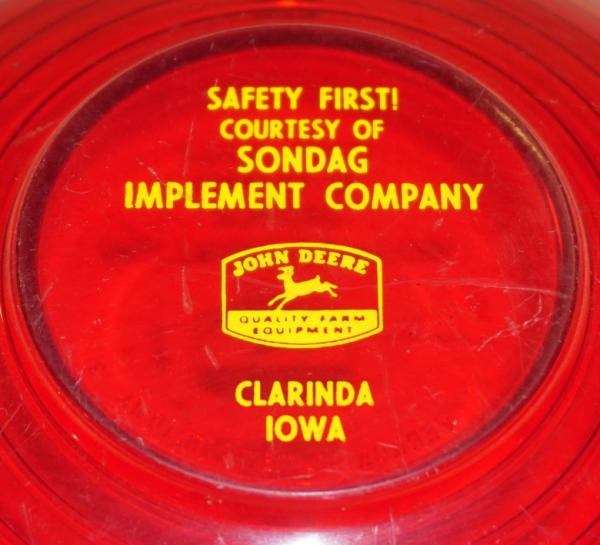 SAFETY FIRST!
COURTESY OF
SONDAG
IMPLEMENT COMPANY
JOHN DEERE
QUALITY FARM
EQUIPMENT
CLARINDA
IOWA